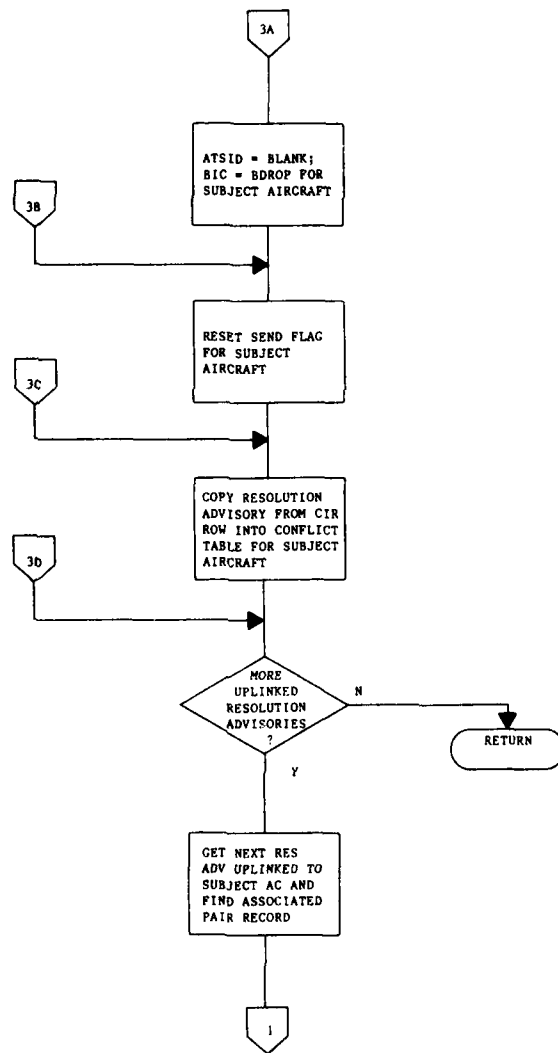 3A
ATSID = BLANK;
BIC = BDROP FOR
SUBJECT AIRCRAFT
3B
RESET SEND FLAG
FOR SUBJECT
AIRCRAFT
3C
COPY RESOLUTION
ADVISORY FROM CIR
ROW INTO CONFLICT
TABLE FOR SUBJECT
AIRCRAFT
3D
MORE
UPLINKED
RESOLUTION
ADVISORIES
?
N
RETURN
Y
GET NEXT RES
ADV UPLINKED TO
SUBJECT AC AND
FIND ASSOCIATED
PAIR RECORD
1